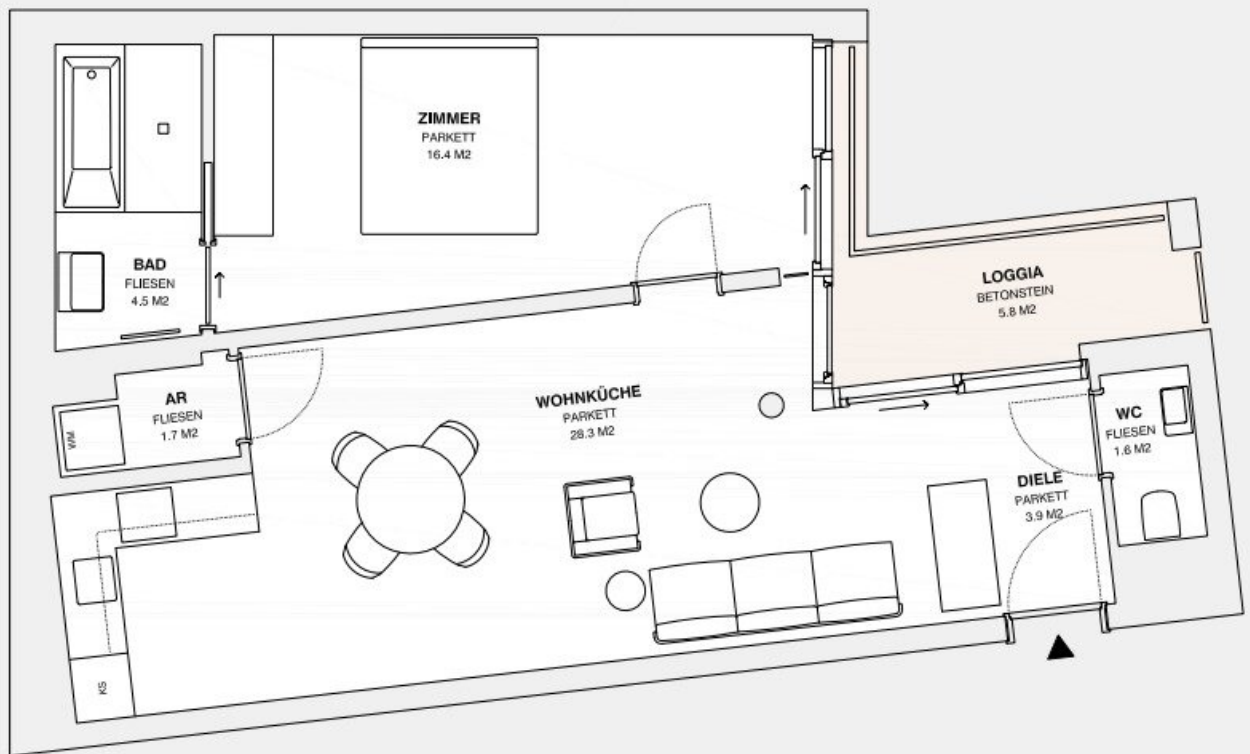 ZIMMER
PARKETT
16.4 M2
BAD
FLIESEN
4.5 M2
LOGGIA
BETONSTEIN
5.8 M2
AR
FLIESEN
1.7 M2
WM
WOHNKÜCHE
PARKETT
28.3 M2
WC
FLIESEN
1.6 M2
DIELE
PARKETT
3.9 M2
KS